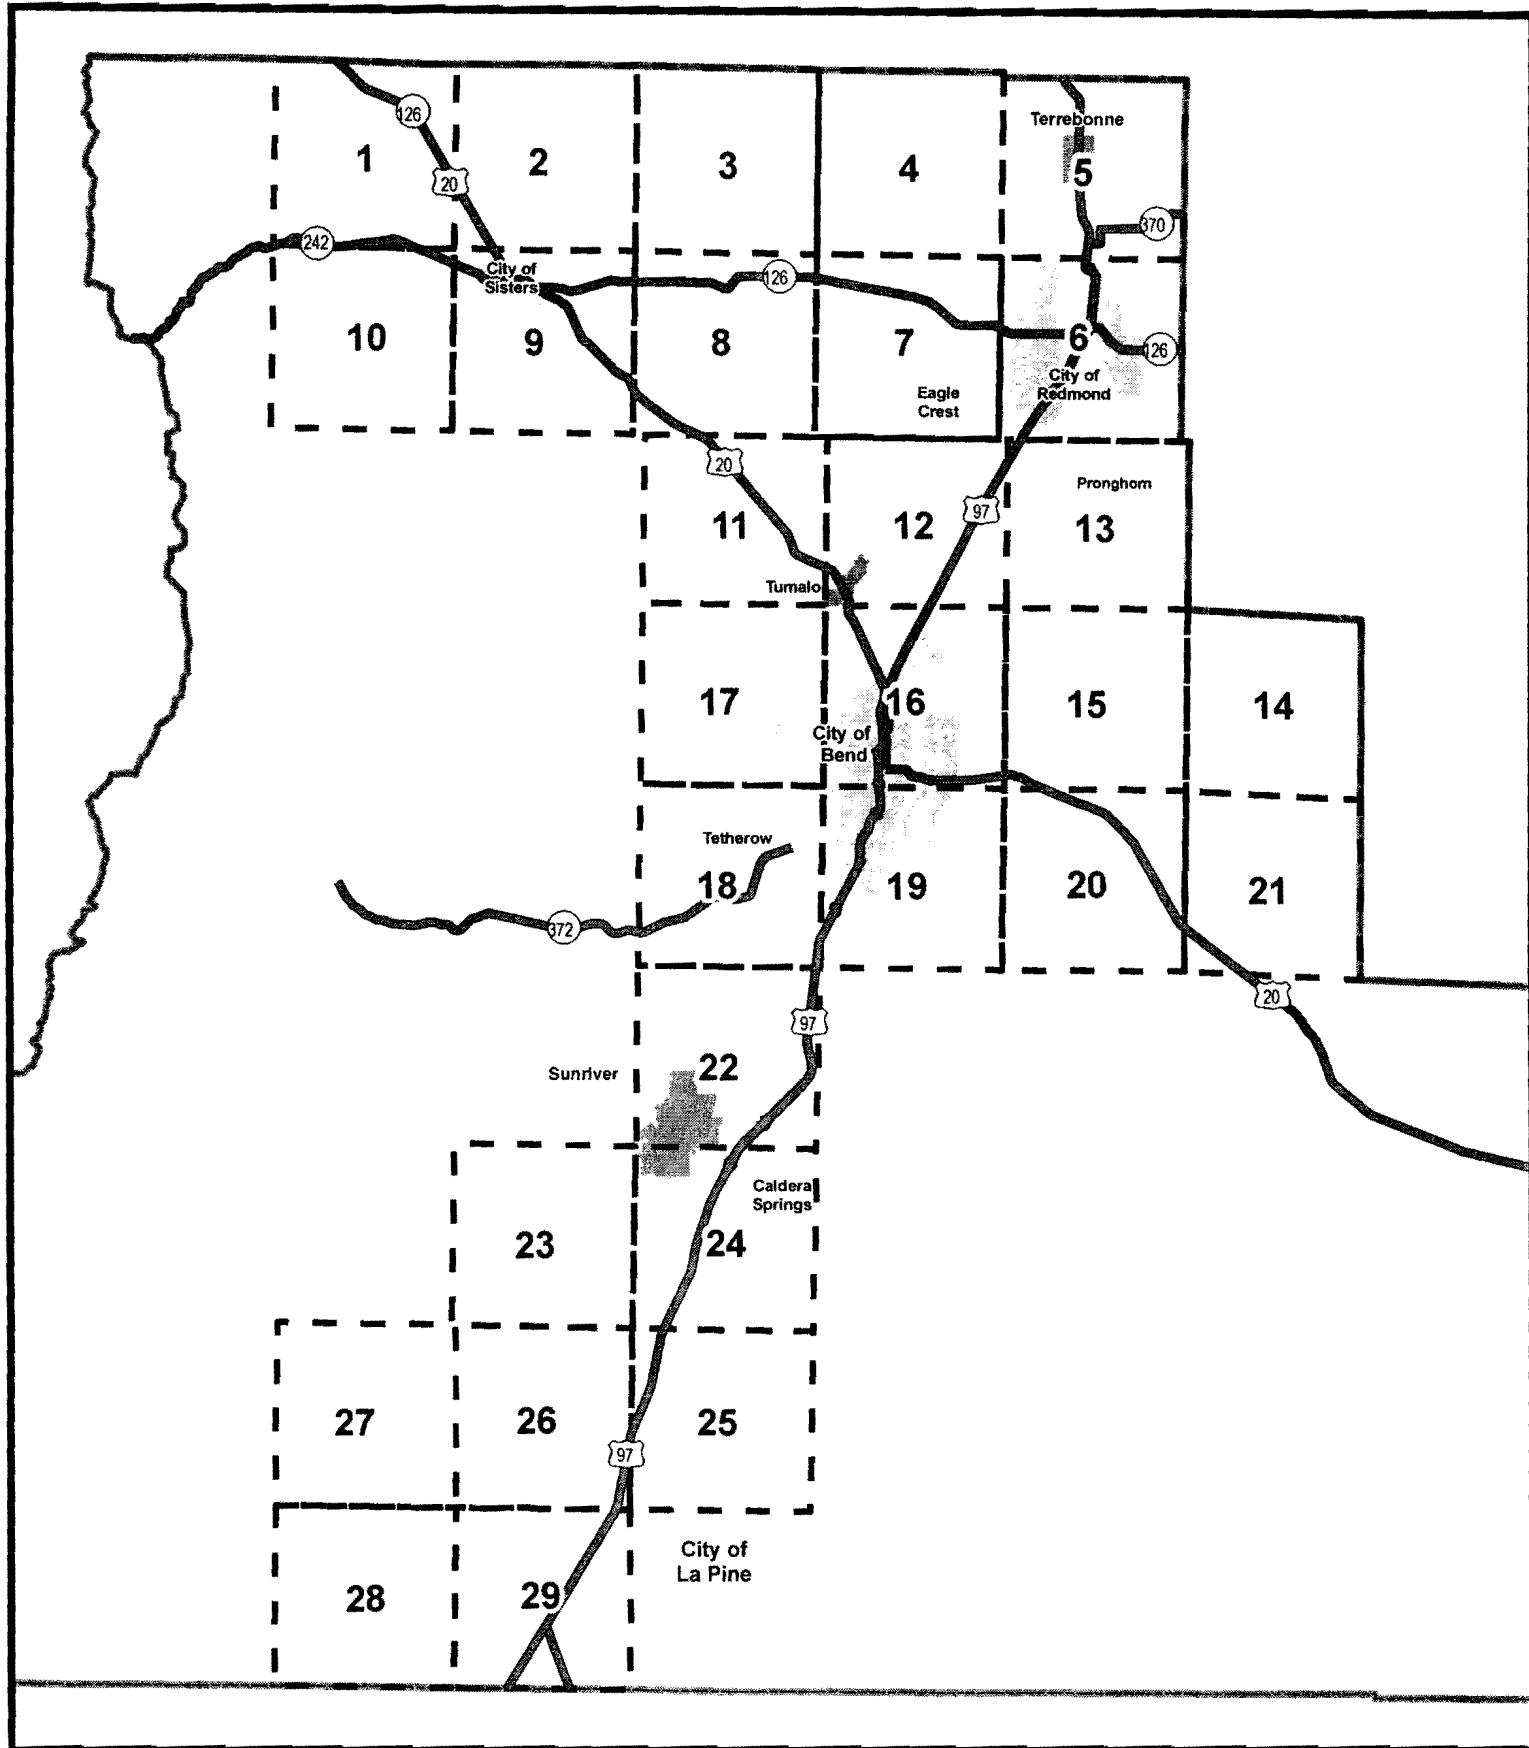 126
Terrebonne
1
2
3
4
5
20
370
242
City of
Sisters
126
10
9
8
7
6
126
Eagle
Crest
City of
Redmond
20
Pronghorn
97
11
12
13
Tumalo
17
16
15
14
City of
Bend
Tetherow
18
19
20
21
372
20
97
22
Sunriver
Caldera
Springs
23
24
27
26
25
97
City of
La Pine
28
29